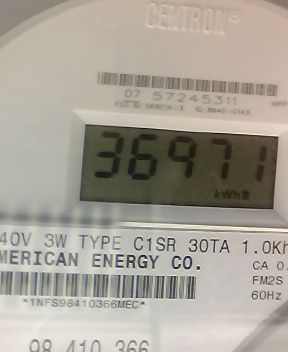 CENTRON®
07 57245311
36971
kWh
40V 3W TYPE C1SR 30TA 1.0Kh
MERICAN ENERGY CO.
CA 0.
FM2S
*1NFS98410366MEC*
60Hz
98 410 366